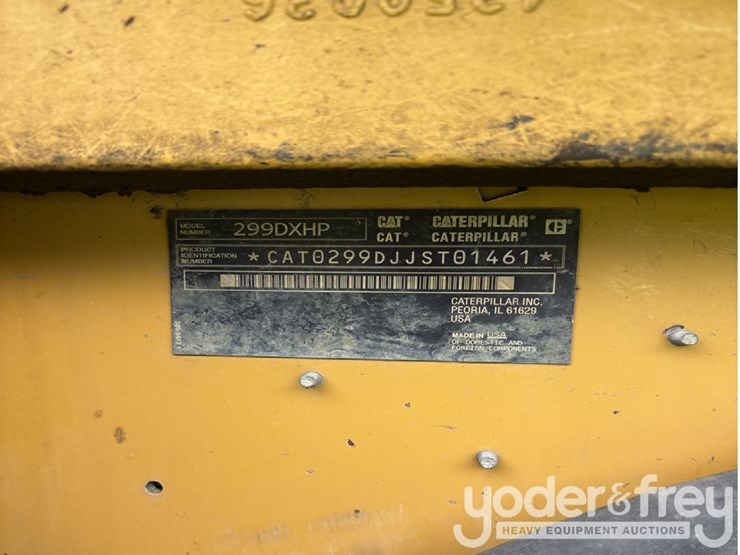 MODEL NUMBER 299DXHP CAT® CATERPILLAR®
CAT® CATERPILLAR®
PRODUCT IDENTIFICATION NUMBER *CAT0299DJJST01461*
CATERPILLAR INC.
PEORIA, IL 61629
USA
MADE IN USA
OF DOMESTIC AND
FOREIGN COMPONENTS
yoder&frey
HEAVY EQUIPMENT AUCTIONS